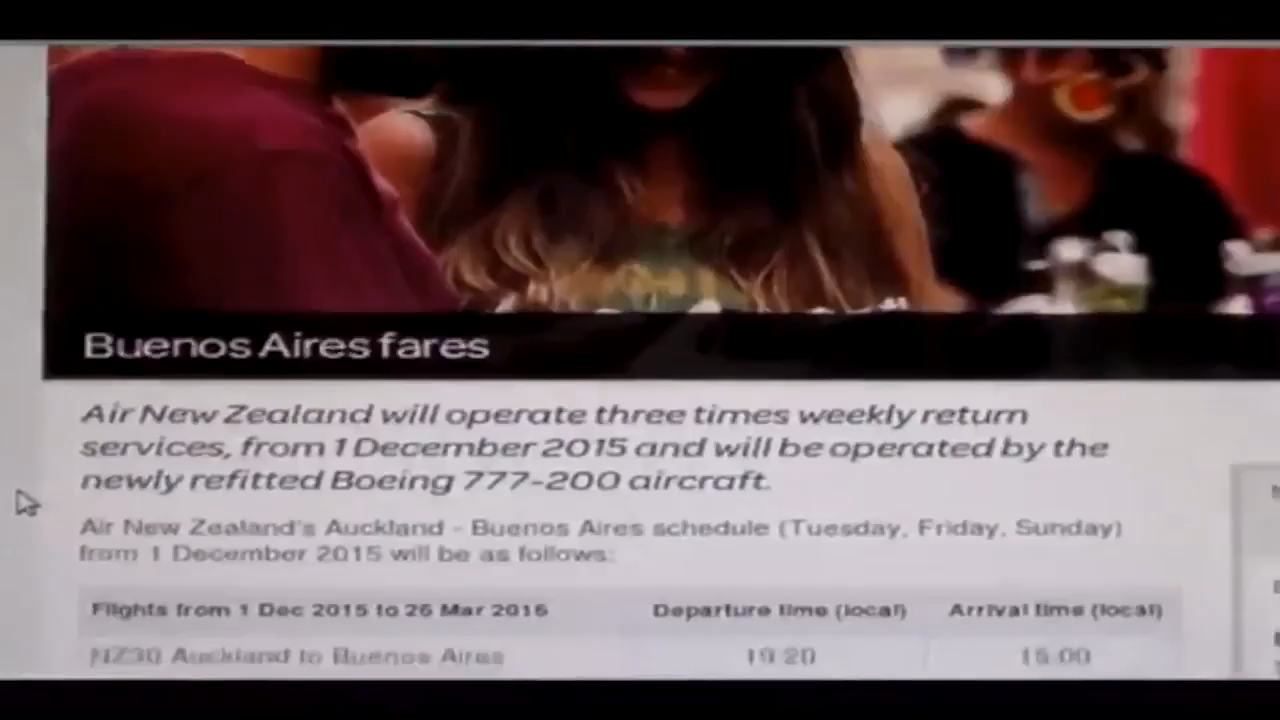 Buenos Aires fares
Air New Zealand will operate three times weekly return
services, from 1 December 2015 and will be operated by the
newly refitted Boeing 777-200 aircraft.
Air New Zealand's Auckland - Buenos Aires schedule (Tuesday, Friday, Sunday)
from 1 December 2015 will be as follows:
Flights from 1 Dec 2015 to 26 Mar 2016 Departure time (local) Arrival time (local)
NZ30 Auckland to Buenos Aires 19:20 15:00